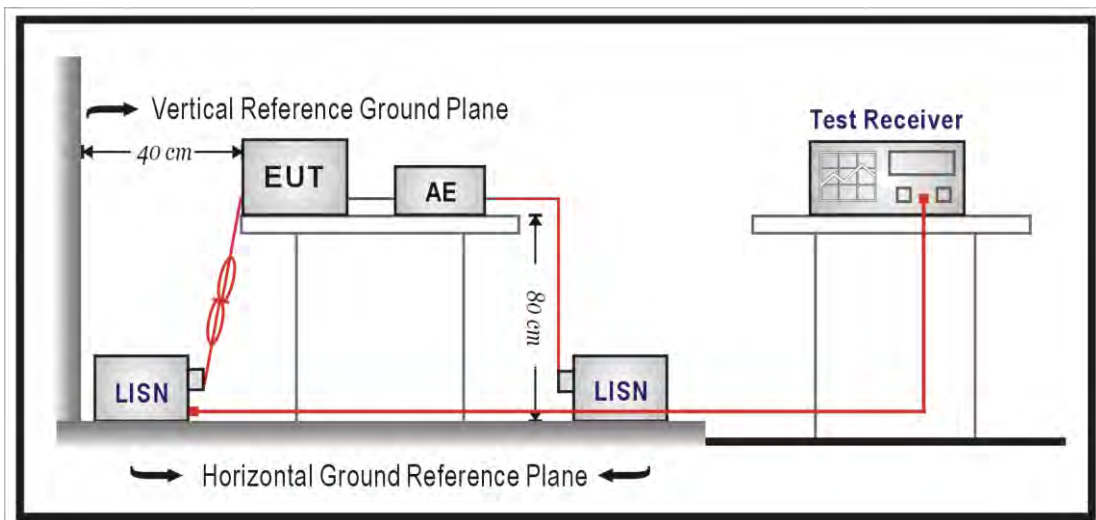 Vertical Reference Ground Plane
Test Receiver
40 cm
EUT
AE
80 cm
LISN
LISN
Horizontal Ground Reference Plane